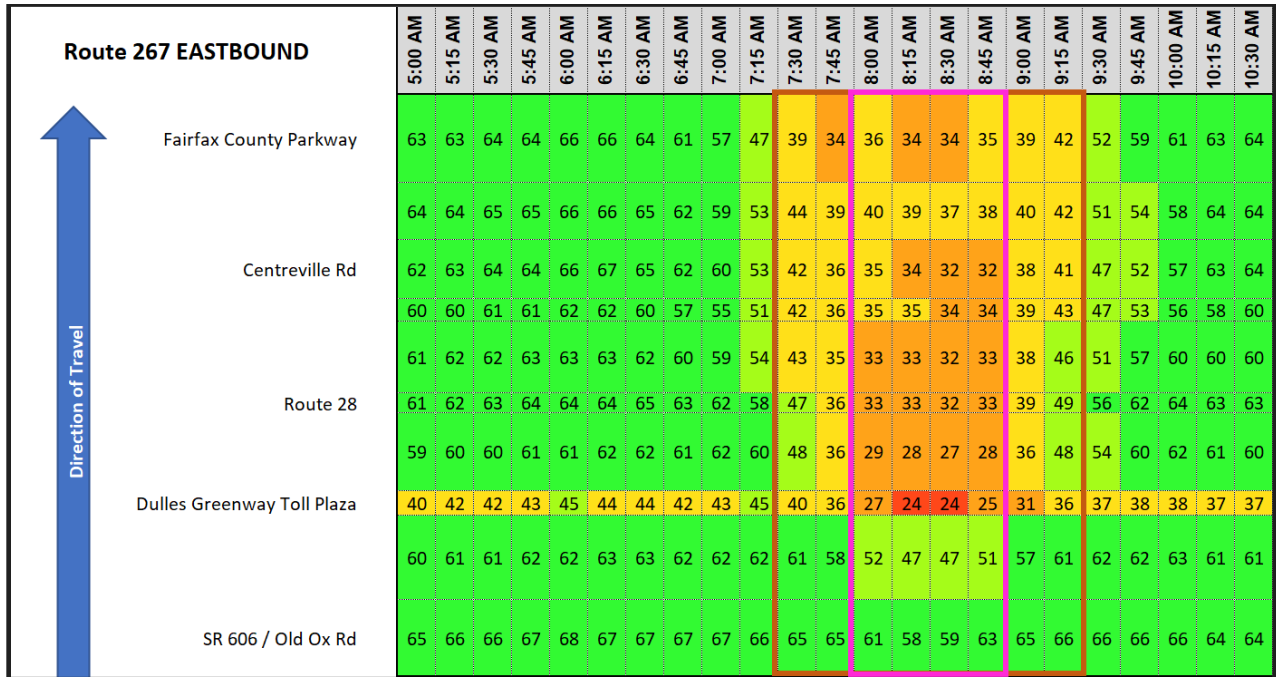 Route 267 EASTBOUND 5:00 AM 5:15 AM 5:30 AM 5:45 AM 6:00 AM 6:15 AM 6:30 AM 6:45 AM 7:00 AM 7:15 AM 7:30 AM 7:45 AM 8:00 AM 8:15 AM 8:30 AM 8:45 AM 9:00 AM 9:15 AM 9:30 AM 9:45 AM 10:00 AM 10:15 AM 10:30 AM
Fairfax County Parkway 63 63 64 64 66 66 64 61 57 47 39 34 36 34 34 35 39 42 52 59 61 63 64
64 64 65 65 66 66 65 62 59 53 44 39 40 39 37 38 40 42 51 54 58 64 64
Centreville Rd 62 63 64 64 66 67 65 62 60 53 42 36 35 34 32 32 38 41 47 52 57 63 64
60 60 61 61 62 62 60 57 55 51 42 36 35 35 34 34 39 43 47 53 56 58 60
61 62 62 63 63 63 62 60 59 54 43 35 33 33 32 33 38 46 51 57 60 60 60
Route 28 61 62 63 64 64 64 65 63 62 58 47 36 33 33 32 33 39 49 56 62 64 63 63
59 60 60 61 61 62 62 61 62 60 48 36 29 28 27 28 36 48 54 60 62 61 60
Dulles Greenway Toll Plaza 40 42 42 43 45 44 44 42 43 45 40 36 27 24 24 25 31 36 37 38 38 37 37
60 61 61 62 62 63 63 62 62 62 61 58 52 47 47 51 57 61 62 62 63 61 61
SR 606 / Old Ox Rd 65 66 66 67 68 67 67 67 67 66 65 65 61 58 59 63 65 66 66 66 66 64 64
Direction of Travel